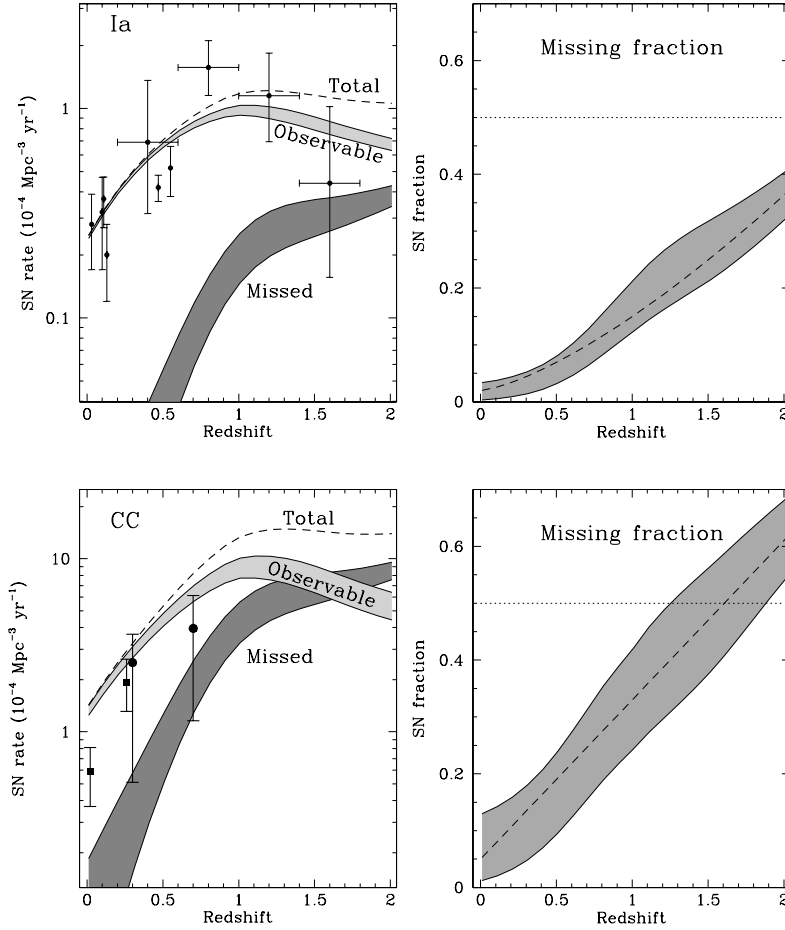 Ia
Total
Observable
Missed
SN rate (10⁻⁴ Mpc⁻³ yr⁻¹)
1
0.1
0 0.5 1 1.5 2
Redshift
Missing fraction
SN fraction
0.6
0.4
0.2
0
0 0.5 1 1.5 2
Redshift
CC
Total
Observable
Missed
SN rate (10⁻⁴ Mpc⁻³ yr⁻¹)
10
1
0 0.5 1 1.5 2
Redshift
Missing fraction
SN fraction
0.6
0.4
0.2
0
0 0.5 1 1.5 2
Redshift